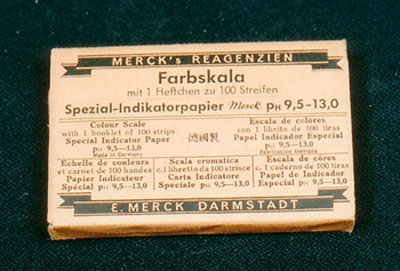 MERCK's REAGENZIEN
Farbskala
mit 1 Heftchen zu 100 Streifen
Spezial-Indikatorpapier Merck pH 9,5-13,0
Colour Scale
with 1 booklet of 100 strips
Special Indicator Paper
pH 9,5—13,0
Made in Germany
德國製
Escala de colores
con 1 librito de 100 tiras
Papel Indicador Especial
pH 9,5—13,0
Fabricación Alemana
Echelle de couleurs
et carnet de 100 bandes
Papier Indicateur
Spécial pH 9,5—13,0
Scala cromatica
c. 1 libretto da 100 strisce
Carta Indicatore
Speciale pH 9,5—13,0
Escala de côres
c. 1 caderno de 100 tiras
Papel de Indicador
Especial pH 9,5—13,0
E. MERCK DARMSTADT